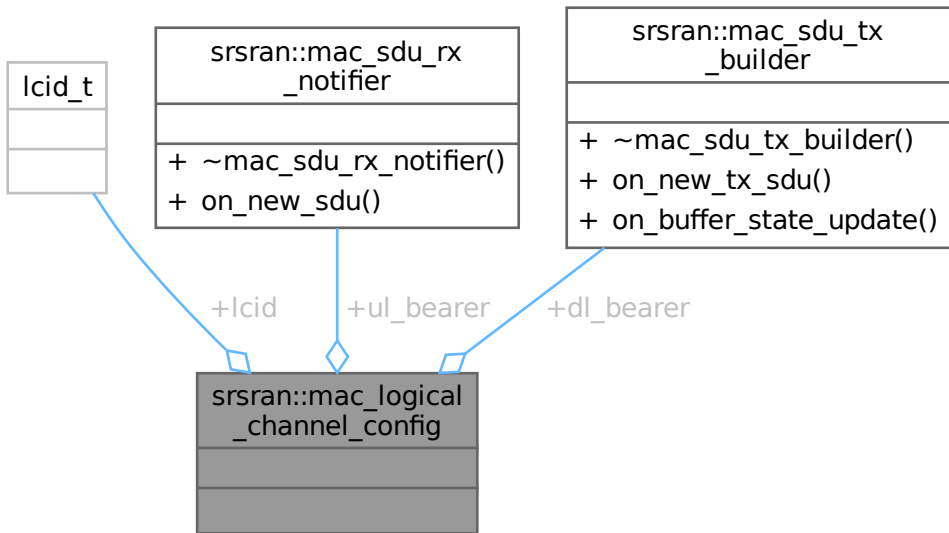 lcid_t
srsran::mac_sdu_rx
_notifier
+ ~mac_sdu_rx_notifier()
+ on_new_sdu()
srsran::mac_sdu_tx
_builder
+ ~mac_sdu_tx_builder()
+ on_new_tx_sdu()
+ on_buffer_state_update()
+lcid
+ul_bearer
+dl_bearer
srsran::mac_logical
_channel_config